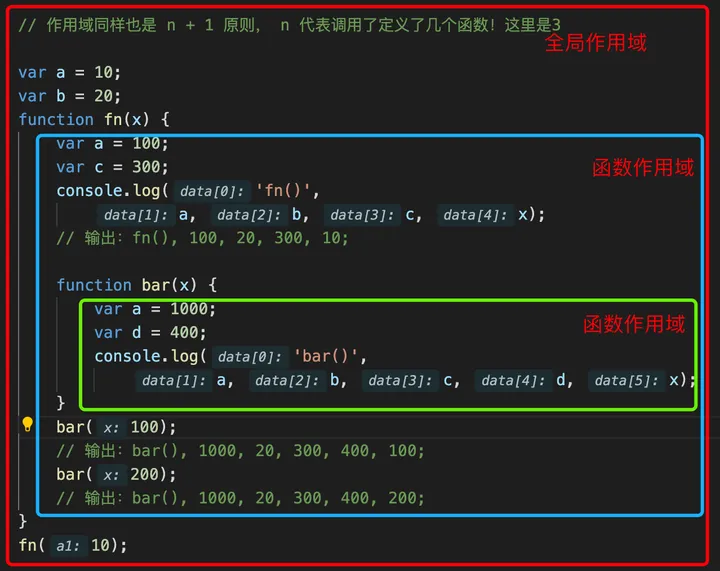 // 作用域同样也是 n + 1 原则， n 代表调用了定义了几个函数！这里是3
全局作用域
var a = 10;
var b = 20;
function fn(x) {
var a = 100;
函数作用域
var c = 300;
console.log( data[0]: 'fn()',
data[1]: a, data[2]: b, data[3]: c, data[4]: x);
// 输出：fn(), 100, 20, 300, 10;
function bar(x) {
var a = 1000;
函数作用域
var d = 400;
console.log( data[0]: 'bar()',
data[1]: a, data[2]: b, data[3]: c, data[4]: d, data[5]: x);
}
bar( x: 100);
// 输出：bar(), 1000, 20, 300, 400, 100;
bar( x: 200);
// 输出：bar(), 1000, 20, 300, 400, 200;
}
fn( a1: 10);